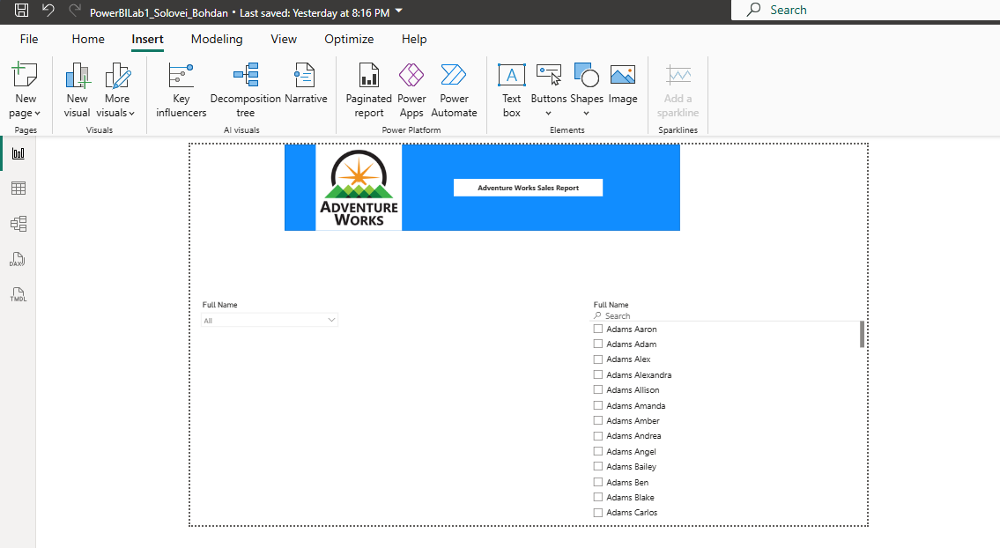 PowerBILab1_Solovei_Bohdan • Last saved: Yesterday at 8:16 PM
Search
File Home Insert Modeling View Optimize Help
New page
New visual
More visuals
Key influencers
Decomposition tree
Narrative
Paginated report
Power Apps
Power Automate
Text box
Buttons
Shapes
Image
Add a sparkline
Pages Visuals AI visuals Power Platform Elements Sparklines
DAX
TMDL
A
ADVENTURE
WORKS
Adventure Works Sales Report
Full Name
All
Full Name
Search
Adams Aaron
Adams Adam
Adams Alex
Adams Alexandra
Adams Allison
Adams Amanda
Adams Amber
Adams Andrea
Adams Angel
Adams Bailey
Adams Ben
Adams Blake
Adams Carlos